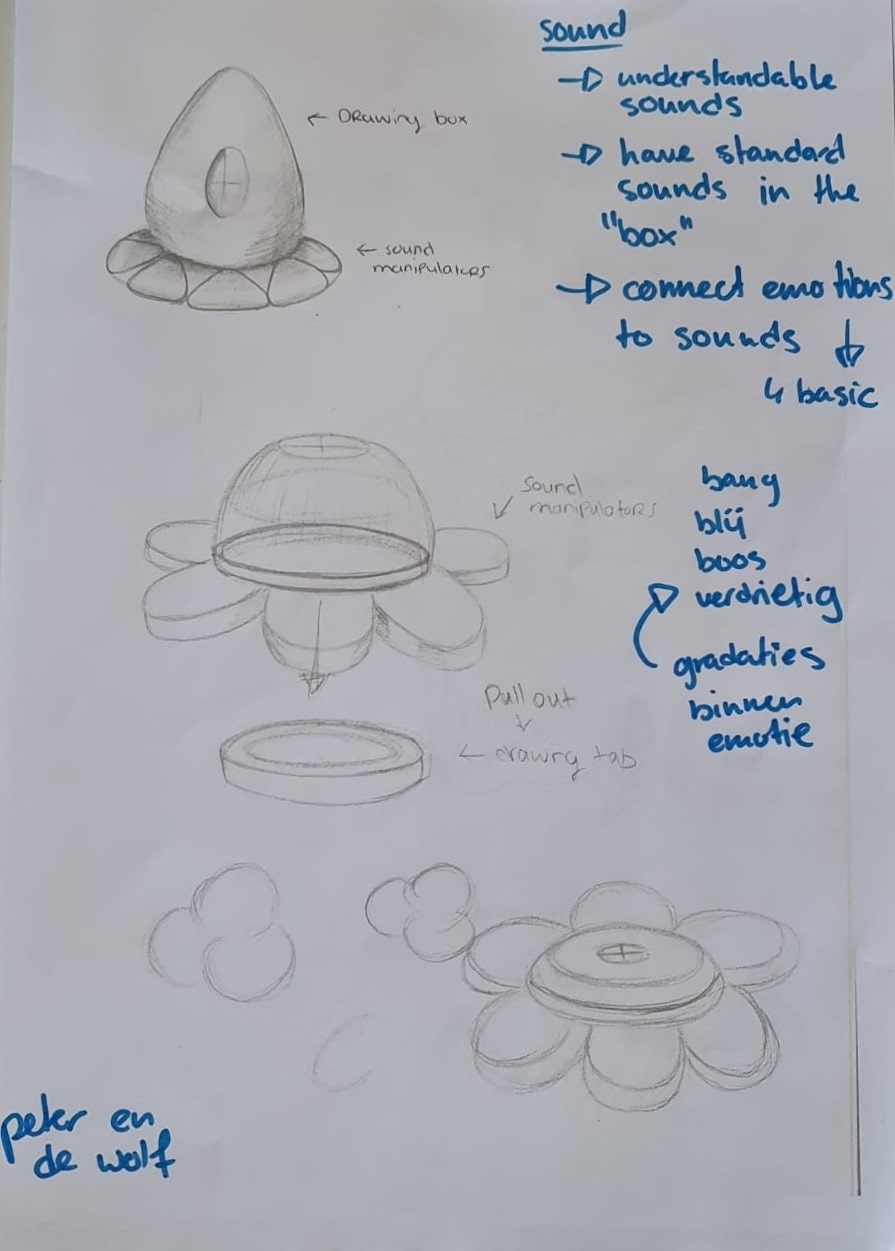 sound
→ understandable
sounds
→ have standard
sounds in the
"box"
→ connect emotions
to sounds ↓
4 basic
← Drawing box
← sound
manipulators
Sound
manipulators
bang
blij
boos
verdrietig
gradaties
binnen
emotie
Pull out
↓
← drawing tab
peter en
de wolf